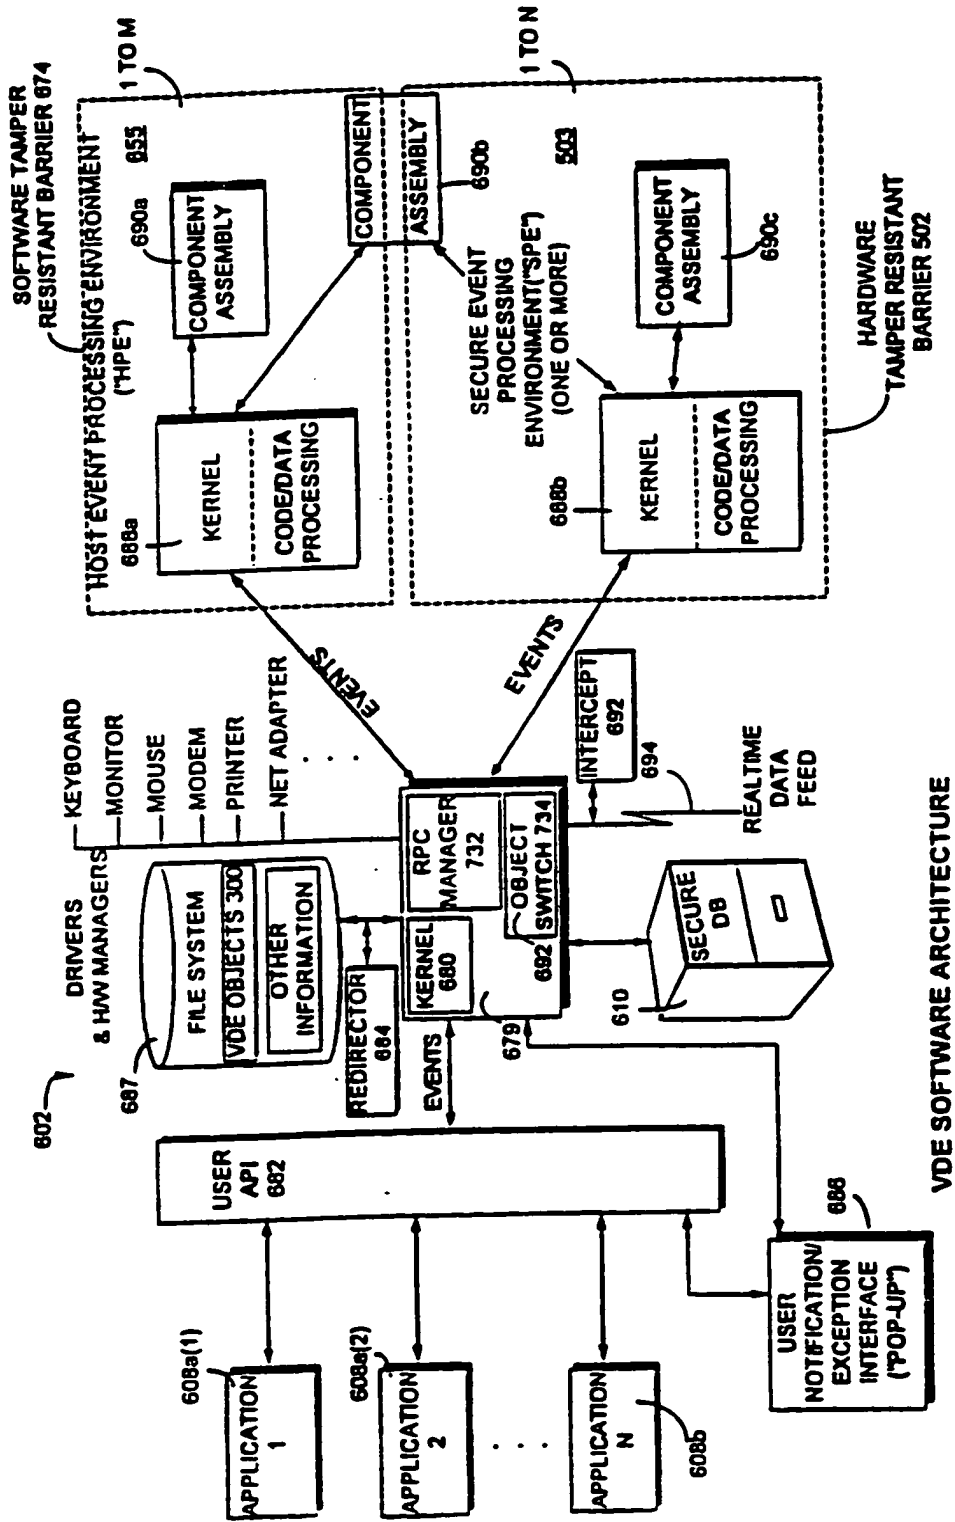 SOFTWARE TAMPER
RESISTANT BARRIER 674
1 TO M
HOST EVENT PROCESSING ENVIRONMENT
("HPE")
655
690a
COMPONENT
ASSEMBLY
688a
KERNEL
CODE/DATA
PROCESSING
COMPONENT
ASSEMBLY
690b
1 TO N
503
SECURE EVENT
PROCESSING
ENVIRONMENT("SPE")
(ONE OR MORE)
COMPONENT
ASSEMBLY
690c
688b
KERNEL
CODE/DATA
PROCESSING
HARDWARE
TAMPER RESISTANT
BARRIER 502
EVENTS
EVENTS
DRIVERS
& H/W MANAGERS
KEYBOARD
MONITOR
MOUSE
MODEM
PRINTER
NET ADAPTER
602
687
FILE SYSTEM
VDE OBJECTS 300
OTHER
INFORMATION
REDIRECTOR
684
EVENTS
KERNEL
680
RPC
MANAGER
732
OBJECT
SWITCH 734
692
679
INTERCEPT
692
694
REALTIME
DATA
FEED
SECURE
DB
610
USER
API
682
608a(1)
APPLICATION
1
608a(2)
APPLICATION
2
APPLICATION
N
608b
686
USER
NOTIFICATION/
EXCEPTION
INTERFACE
("POP-UP")
VDE SOFTWARE ARCHITECTURE